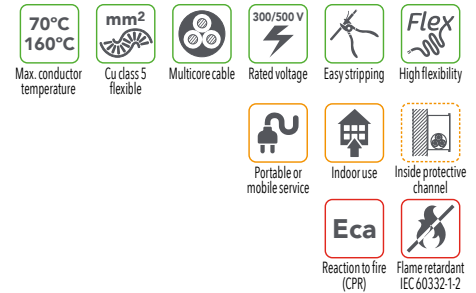 70°C
160°C
mm²
300/500 V
Flex
Max. conductor
temperature
Cu class 5
flexible
Multicore cable
Rated voltage
Easy stripping
High flexibility
Portable or
mobile service
Indoor use
Inside protective
channel
Eca
Reaction to fire
(CPR)
Flame retardant
IEC 60332-1-2